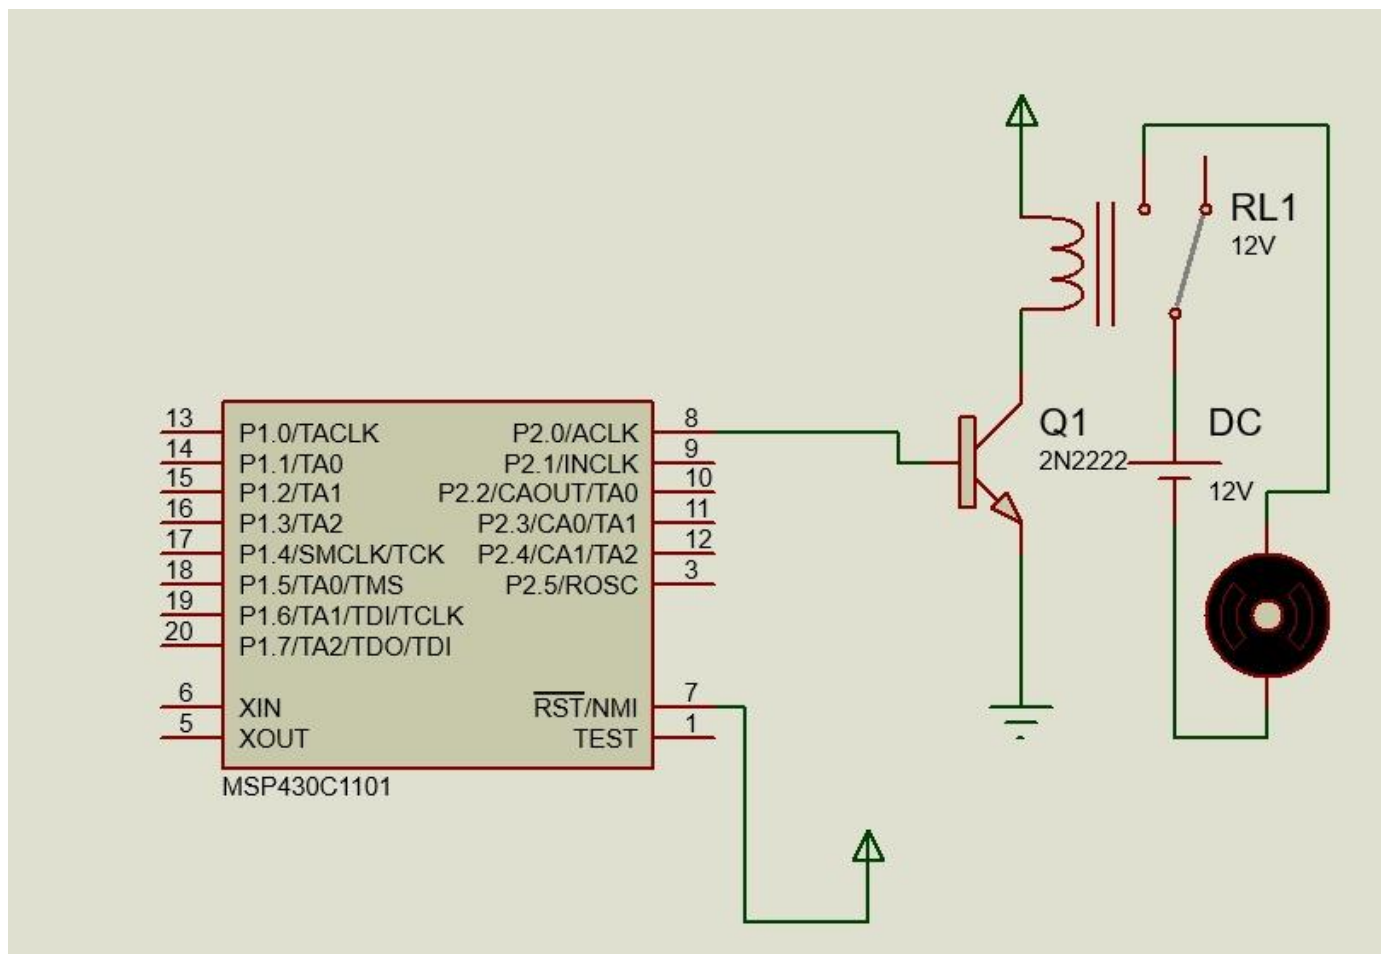 RL1
12V
13
P1.0/TACLK
P2.0/ACLK
8
14
P1.1/TA0
P2.1/INCLK
9
15
P1.2/TA1
P2.2/CAOUT/TA0
10
16
P1.3/TA2
P2.3/CA0/TA1
11
17
P1.4/SMCLK/TCK
P2.4/CA1/TA2
12
18
P1.5/TA0/TMS
P2.5/ROSC
3
19
P1.6/TA1/TDI/TCLK
20
P1.7/TA2/TDO/TDI
6
XIN
RST/NMI
7
5
XOUT
TEST
1
MSP430C1101
Q1
2N2222
DC
12V